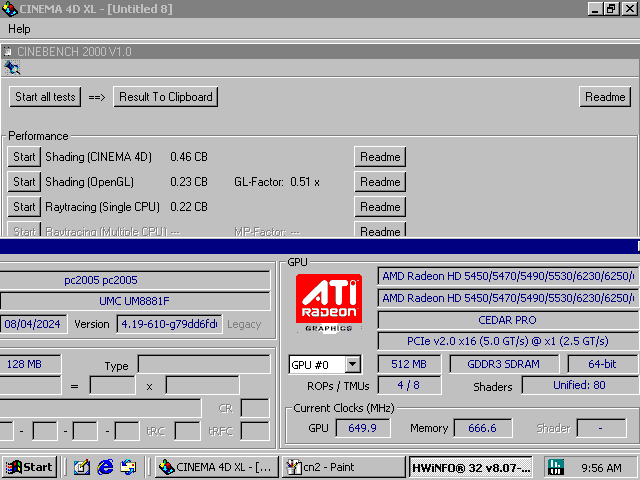 CINEMA 4D XL - [Untitled 8]
Help
CINEBENCH 2000 V1.0
Start all tests ==> Result To Clipboard Readme
Performance
Start Shading (CINEMA 4D) 0.46 CB Readme
Start Shading (OpenGL) 0.23 CB GL-Factor: 0.51 x Readme
Start Raytracing (Single CPU) 0.22 CB Readme
Start Raytracing (Multiple CPU) --- MP-Factor: --- Readme
GPU
pc2005 pc2005
UMC UM8881F
08/04/2024 Version 4.19-610-g79dd6fd Legacy
128 MB Type
= x
CR
- - - - tRC tRFC
ATI
RADEON
GRAPHICS
AMD Radeon HD 5450/5470/5490/5530/6230/6250/
AMD Radeon HD 5450/5470/5490/5530/6230/6250/
CEDAR PRO
PCIe v2.0 x16 (5.0 GT/s) @ x1 (2.5 GT/s)
GPU #0 512 MB GDDR3 SDRAM 64-bit
ROPs / TMUs 4 / 8 Shaders Unified: 80
Current Clocks (MHz)
GPU 649.9 Memory 666.6 Shader -
Start CINEMA 4D XL - [... cn2 - Paint HWiNFO® 32 v8.07-... 9:56 AM